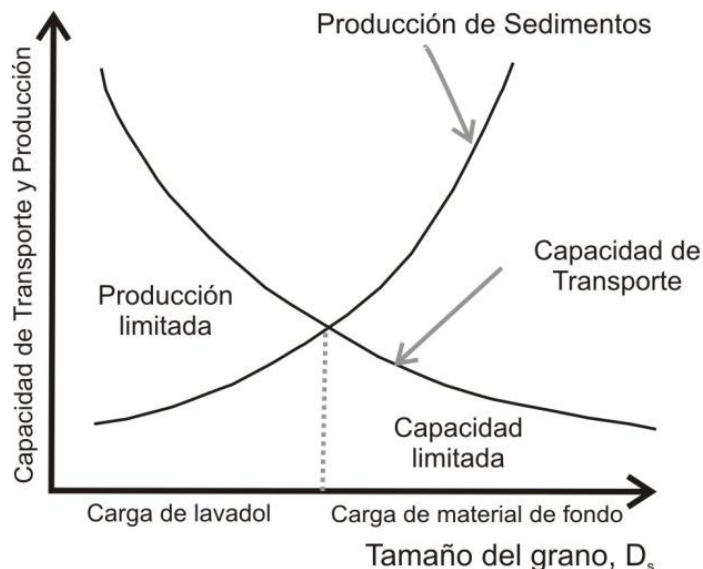 Producción de Sedimentos
Capacidad de Transporte y Producción
Capacidad de
Transporte
Producción
limitada
Capacidad
limitada
Carga de lavadol
Carga de material de fondo
Tamaño del grano, Dₛ